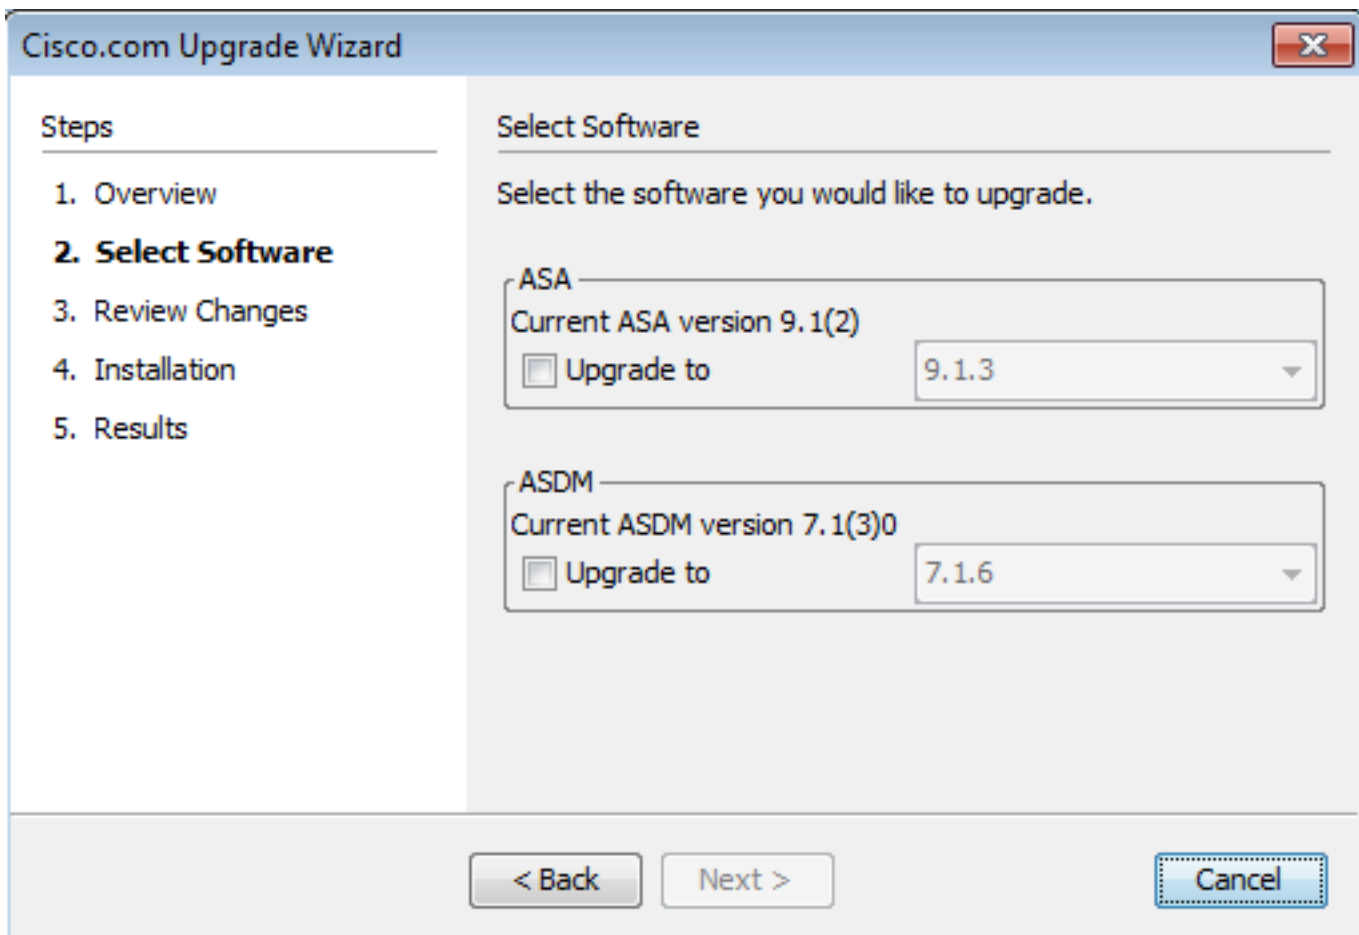 Cisco.com Upgrade Wizard
Steps
1. Overview
2. Select Software
3. Review Changes
4. Installation
5. Results
Select Software
Select the software you would like to upgrade.
ASA
Current ASA version 9.1(2)
Upgrade to 9.1.3
ASDM
Current ASDM version 7.1(3)0
Upgrade to 7.1.6
< Back Next > Cancel